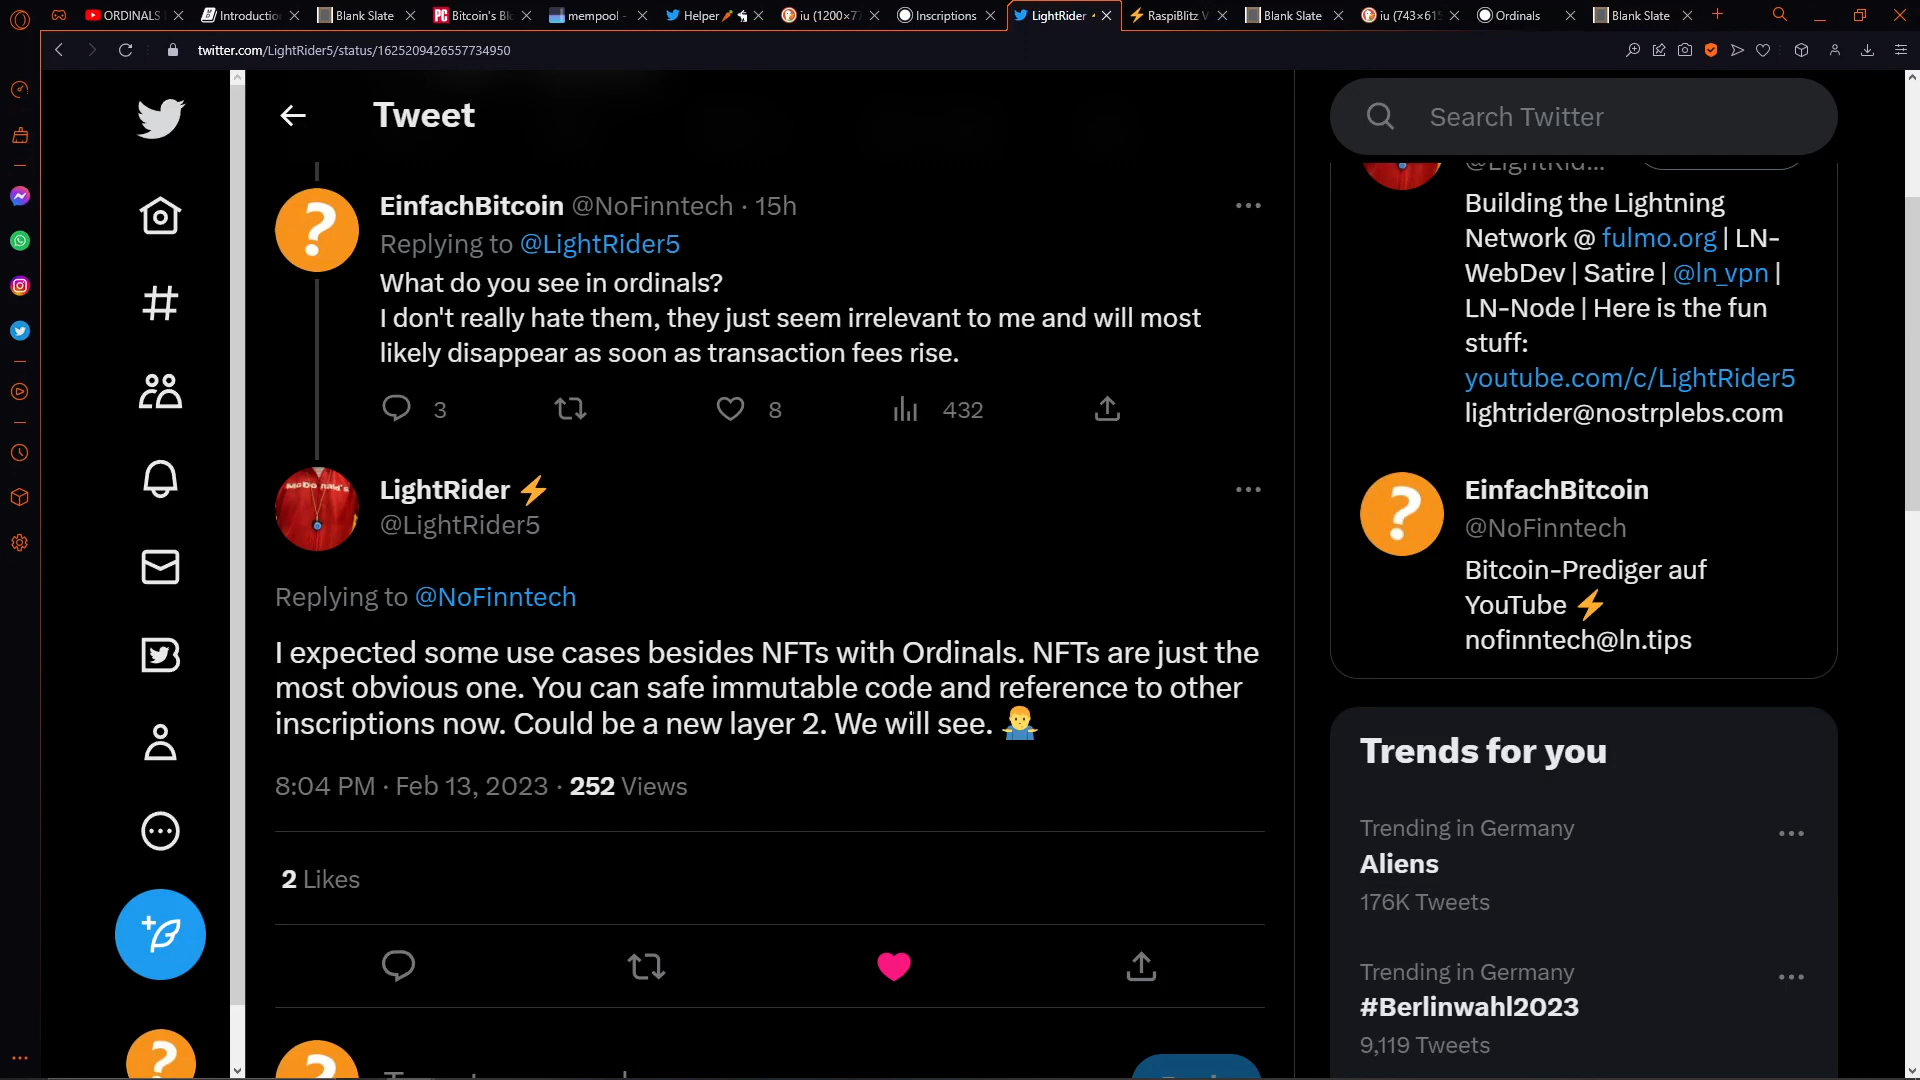 ORDINALS
Introductio
Blank Slate
Bitcoin's Bl
mempool -
Helper
iu (1200×77
Inscriptions
LightRider
RaspiBlitz V
Blank Slate
iu (743×615
Ordinals
Blank Slate
twitter.com/LightRider5/status/1625209426557734950
Tweet
EinfachBitcoin @NoFinntech · 15h
Replying to @LightRider5
What do you see in ordinals?
I don't really hate them, they just seem irrelevant to me and will most
likely disappear as soon as transaction fees rise.
3
8
432
McDonald's
LightRider ⚡
@LightRider5
Replying to @NoFinntech
I expected some use cases besides NFTs with Ordinals. NFTs are just the
most obvious one. You can safe immutable code and reference to other
inscriptions now. Could be a new layer 2. We will see. 🤷‍♂️
8:04 PM · Feb 13, 2023 · 252 Views
2 Likes
Search Twitter
@LightRid...
Building the Lightning
Network @ fulmo.org | LN-
WebDev | Satire | @ln_vpn |
LN-Node | Here is the fun
stuff:
youtube.com/c/LightRider5
lightrider@nostrplebs.com
EinfachBitcoin
@NoFinntech
Bitcoin-Prediger auf
YouTube ⚡
nofinntech@ln.tips
Trends for you
Trending in Germany
Aliens
176K Tweets
Trending in Germany
#Berlinwahl2023
9,119 Tweets